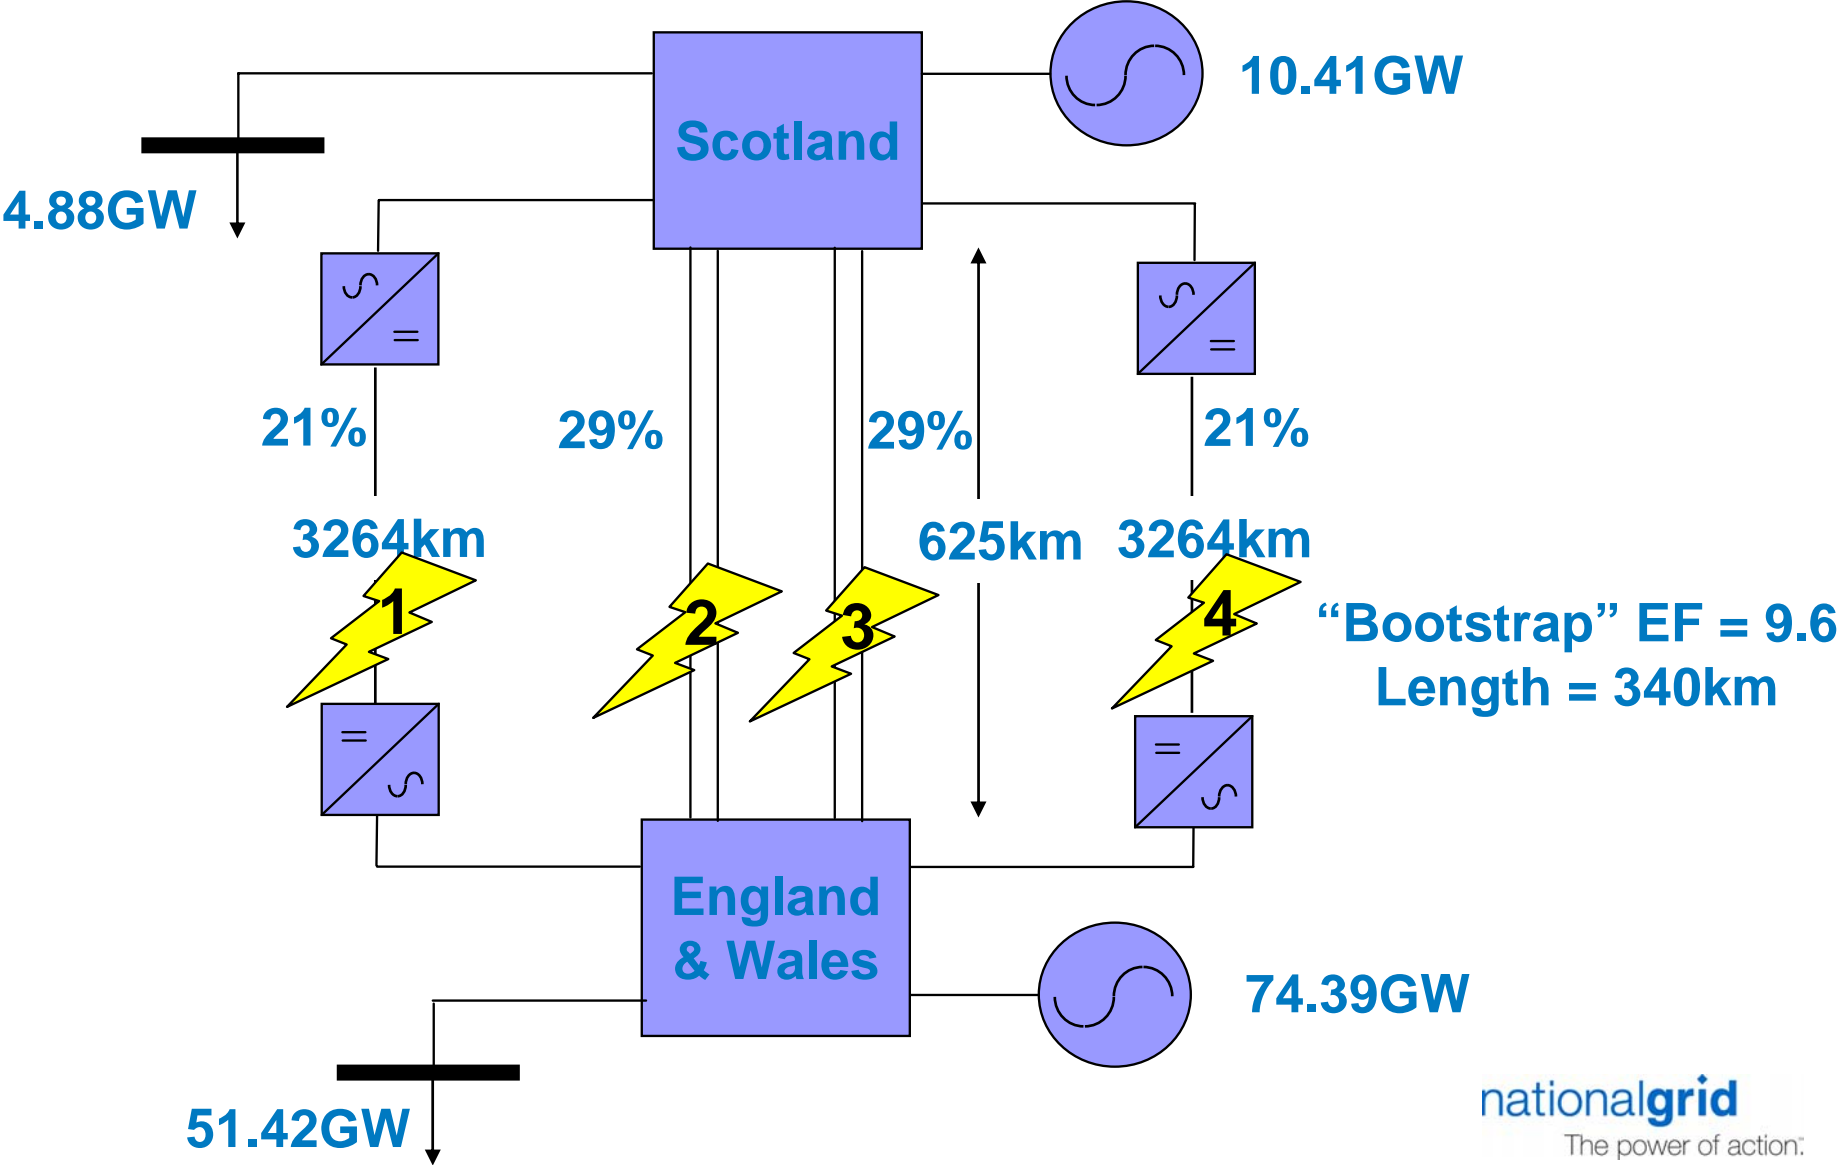 10.41GW
Scotland
4.88GW
21%
29%
29%
21%
3264km
625km
3264km
1
2
3
4
“Bootstrap” EF = 9.6
Length = 340km
England
& Wales
74.39GW
51.42GW
nationalgrid
The power of action.™